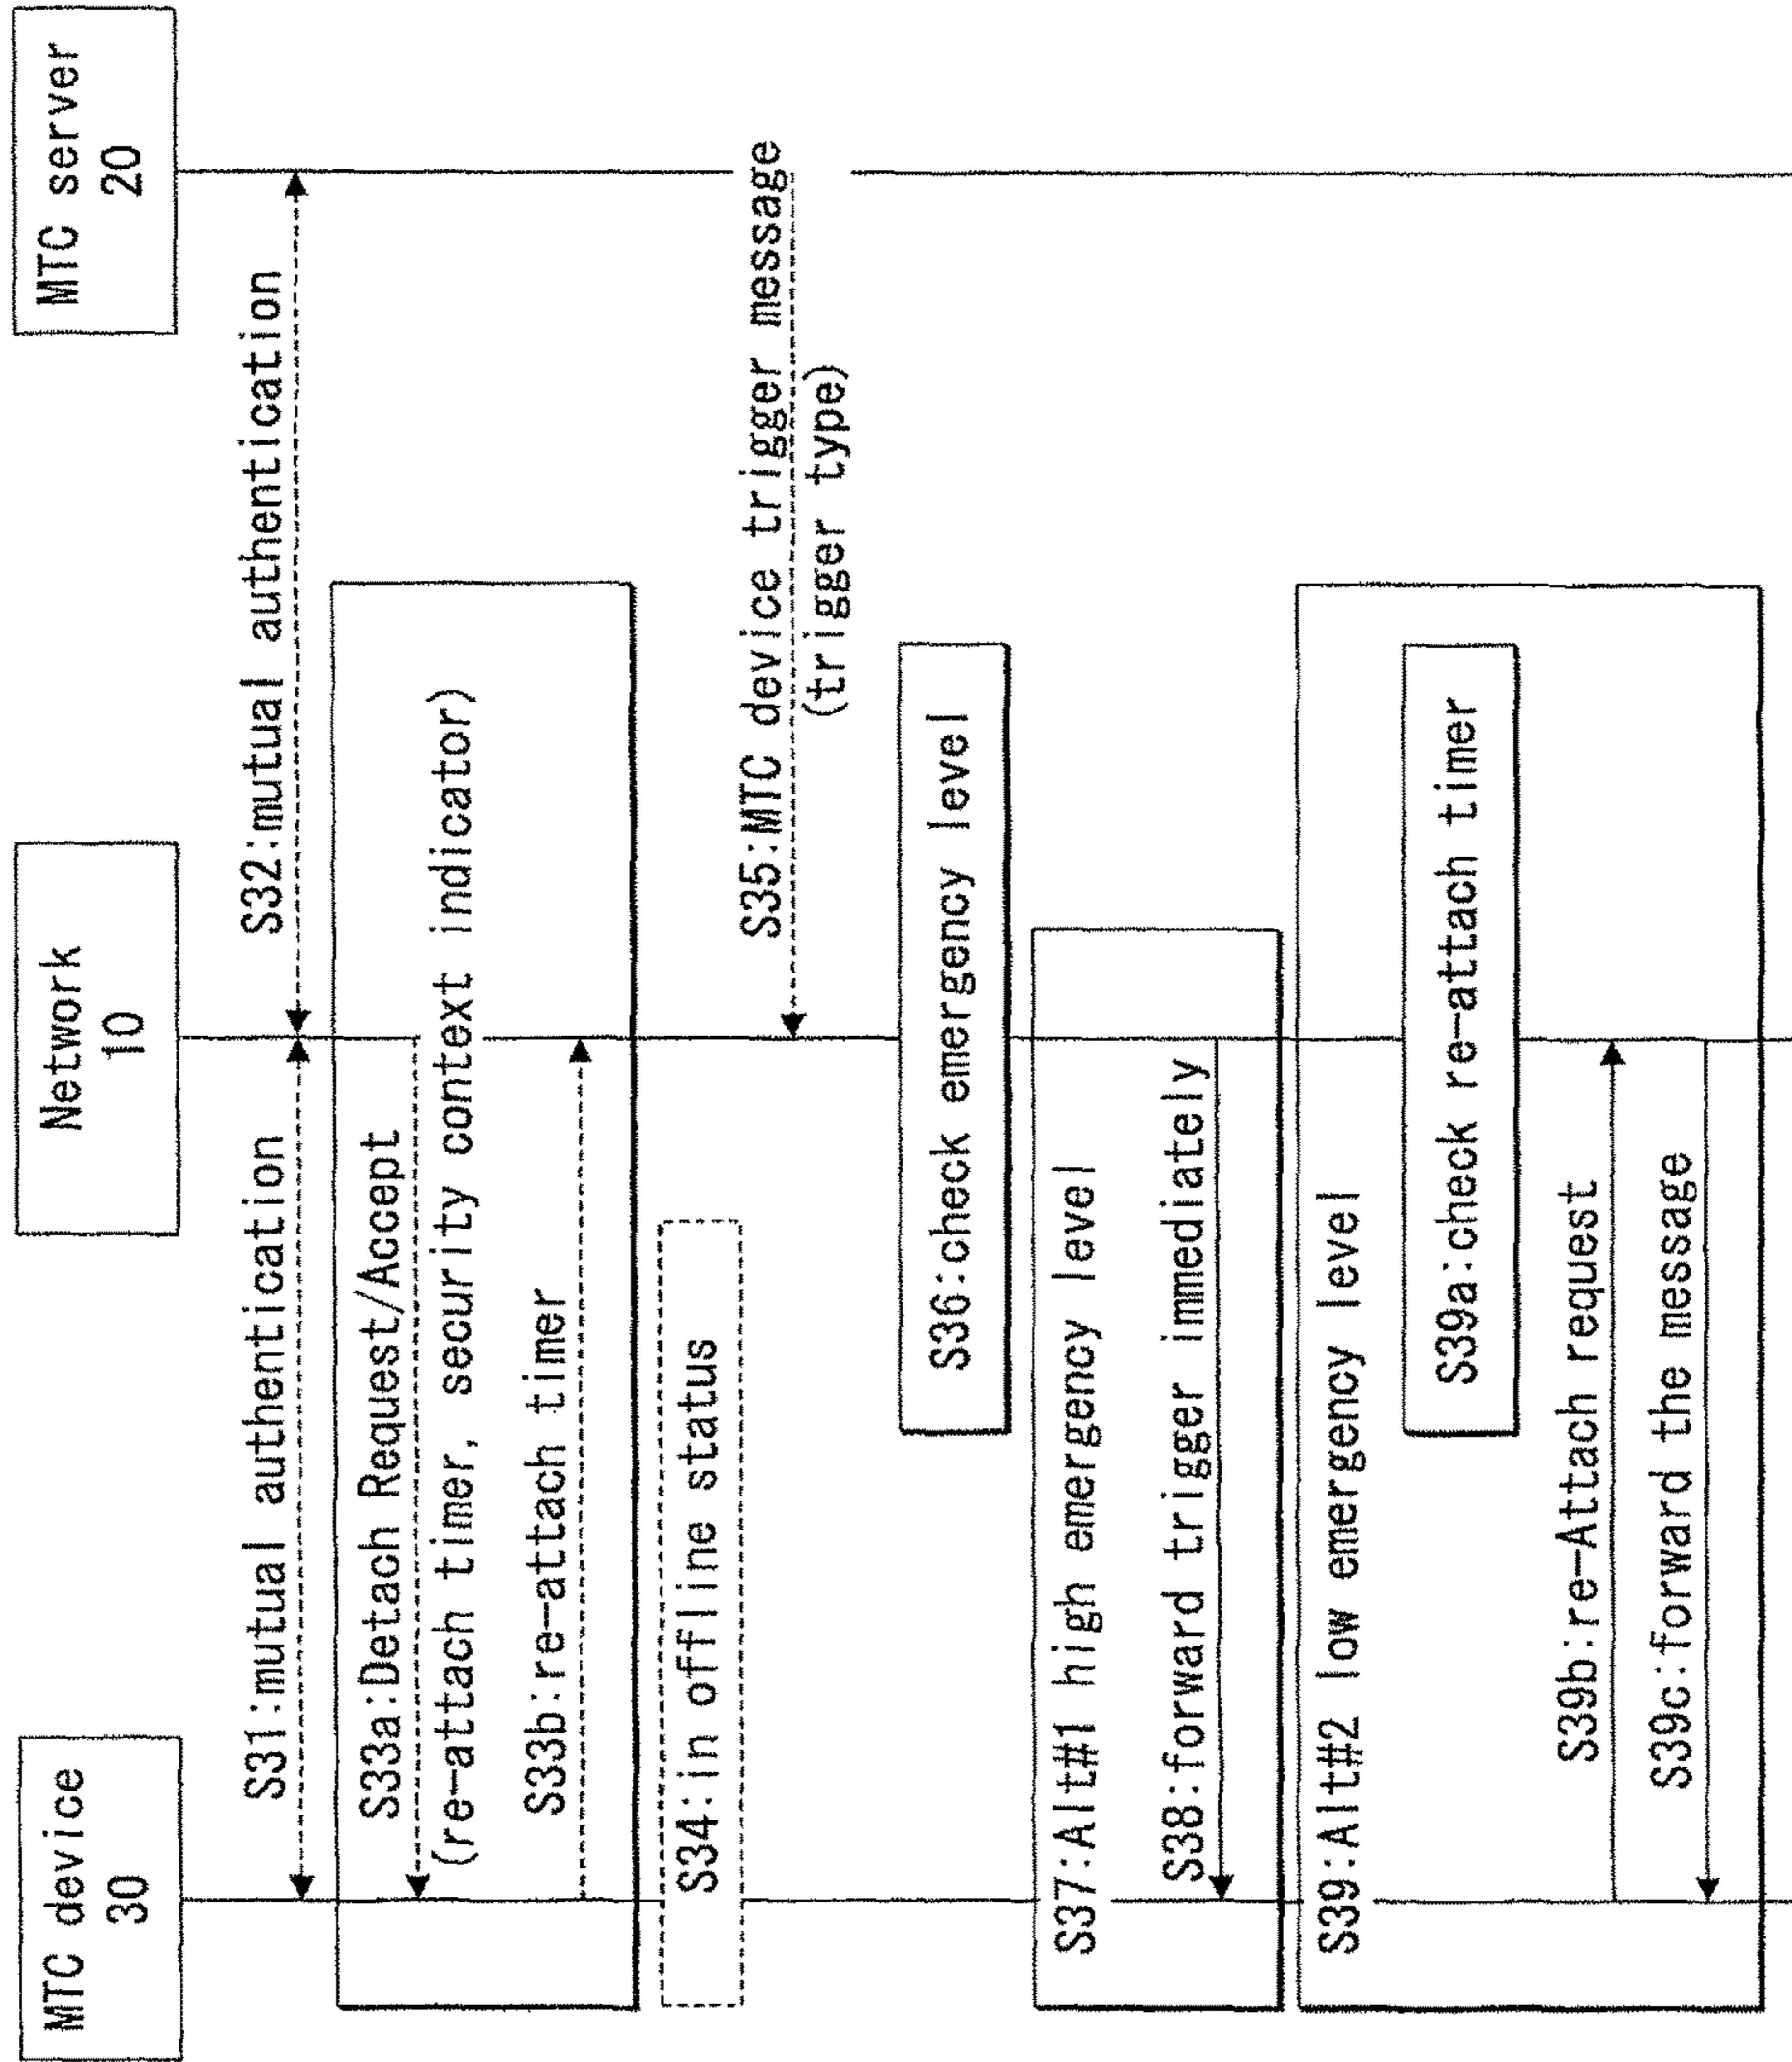 MTC device
30
Network
10
MTC server
20
S31:mutual authentication
S32:mutual authentication
S33a:Detach Request/Accept
(re-attach timer, security context indicator)
S33b:re-attach timer
S34:in offline status
S35:MTC device trigger message
(trigger type)
S36:check emergency level
S37:Alt#1 high emergency level
S38:forward trigger immediately
S39:Alt#2 low emergency level
S39a:check re-attach timer
S39b:re-Attach request
S39c:forward the message